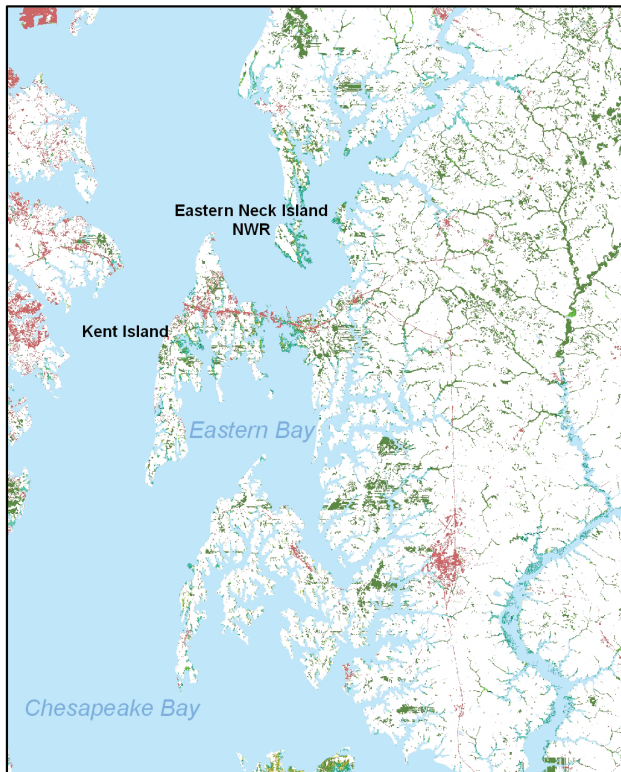 Eastern Neck Island
NWR
Kent Island
Eastern Bay
Chesapeake Bay